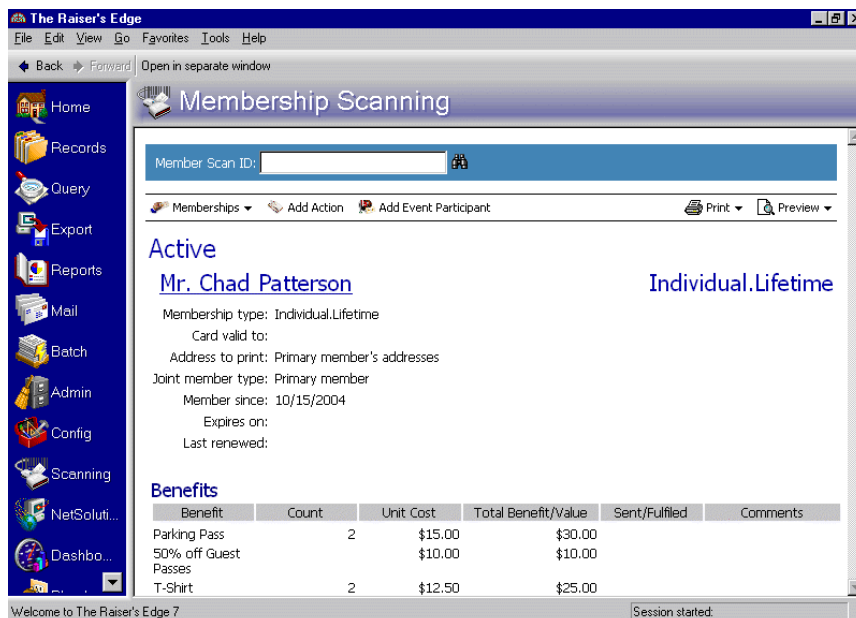 The Raiser's Edge
File Edit View Go Favorites Tools Help
Back Forward Open in separate window
Home
Records
Query
Export
Reports
Mail
Batch
Admin
Config
Scanning
NetSoluti...
Dashbo...
Membership Scanning
Member Scan ID:
Memberships Add Action Add Event Participant Print Preview
Active
Mr. Chad Patterson Individual.Lifetime
Membership type: Individual.Lifetime
Card valid to:
Address to print: Primary member's addresses
Joint member type: Primary member
Member since: 10/15/2004
Expires on:
Last renewed:
Benefits
Benefit Count Unit Cost Total Benefit/Value Sent/Fulfiled Comments
Parking Pass 2 $15.00 $30.00
50% off Guest $10.00 $10.00
Passes
T-Shirt 2 $12.50 $25.00
Welcome to The Raiser's Edge 7 Session started: